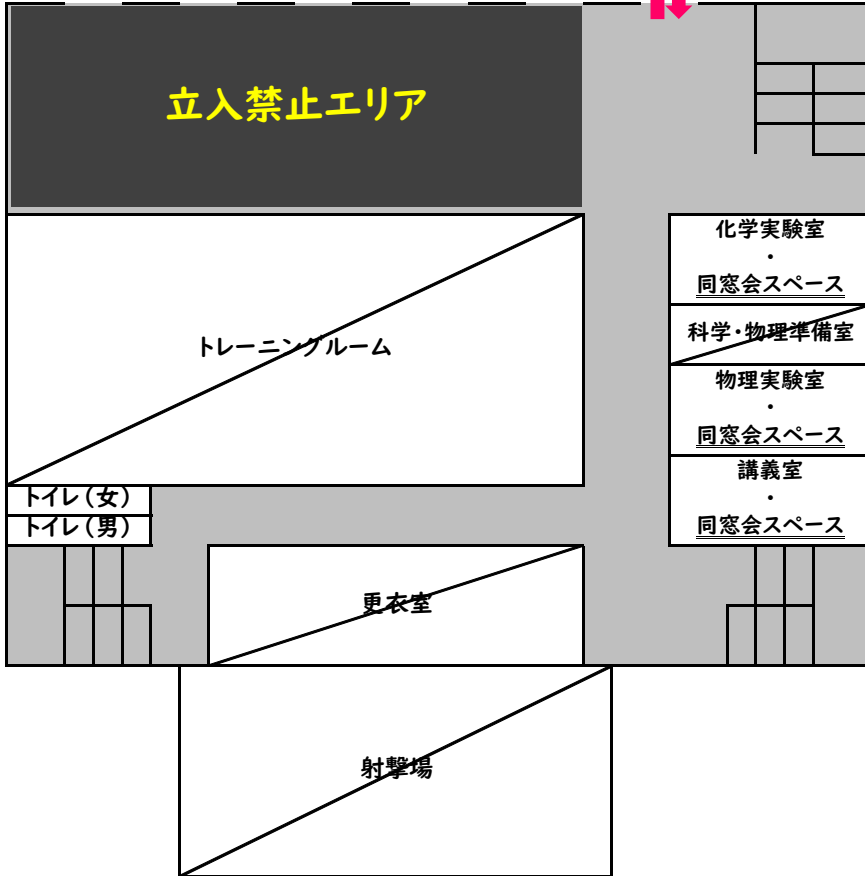 立入禁止エリア
化学実験室
・
同窓会スペース
トレーニングルーム
科学・物理準備室
物理実験室
・
同窓会スペース
講義室
・
同窓会スペース
トイレ（女）
トイレ（男）
更衣室
射撃場